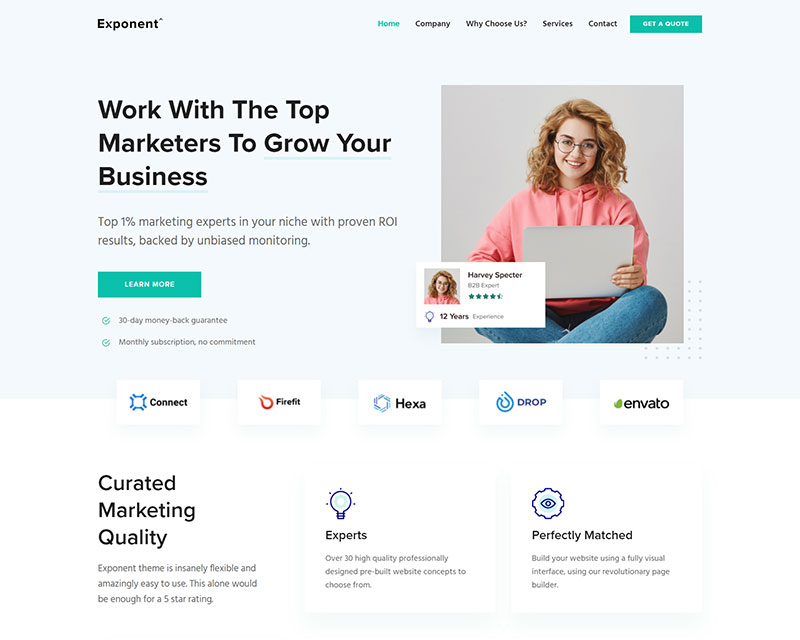 Exponent^
Home
Company
Why Choose Us?
Services
Contact
GET A QUOTE
Work With The Top
Marketers To Grow Your
Business
Top 1% marketing experts in your niche with proven ROI
results, backed by unbiased monitoring.
LEARN MORE
30-day money-back guarantee
Monthly subscription, no commitment
Harvey Specter
B2B Expert
12 Years Experience
Connect
Firefit
Hexa
DROP
envato
Curated
Marketing
Quality
Exponent theme is insanely flexible and
amazingly easy to use. This alone would
be enough for a 5 star rating.
Experts
Over 30 high quality professionally
designed pre-built website concepts to
choose from.
Perfectly Matched
Build your website using a fully visual
interface, using our revolutionary page
builder.